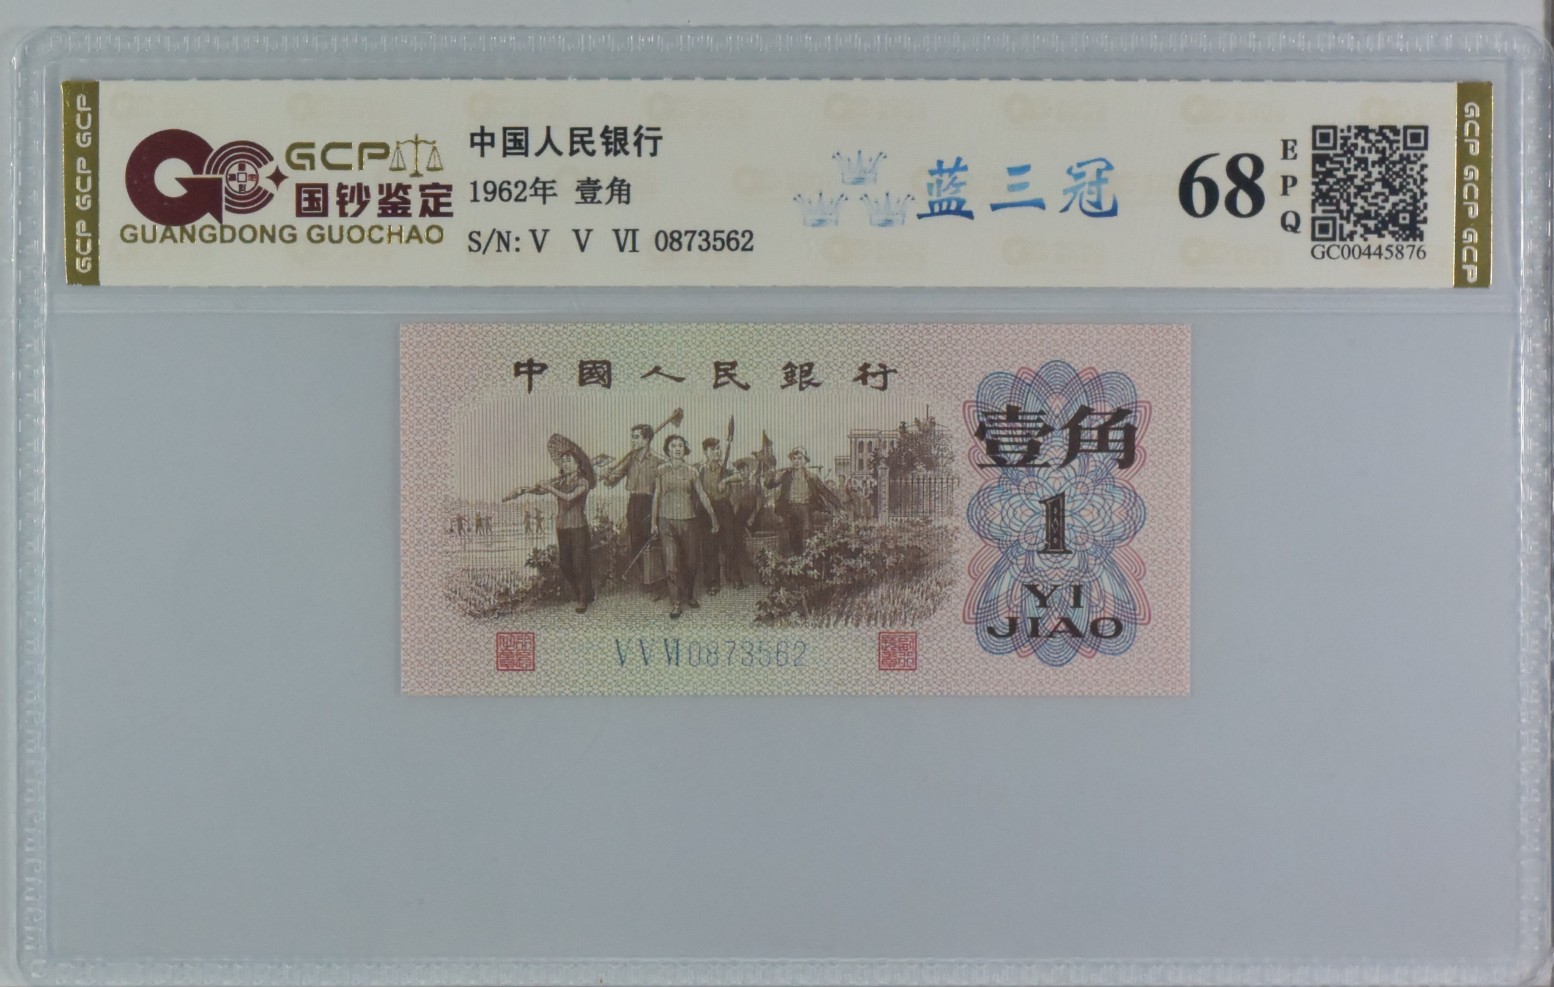 GCP GCP GCP
GCP
国钞鉴定
GUANGDONG GUOCHAO
中国人民银行
1962年 壹角
S/N: V V VI 0873562
蓝三冠
68
EPQ
GC00445876
GCP GCP GCP
中國人民銀行
壹角
1
YI
JIAO
V V VI 0873562